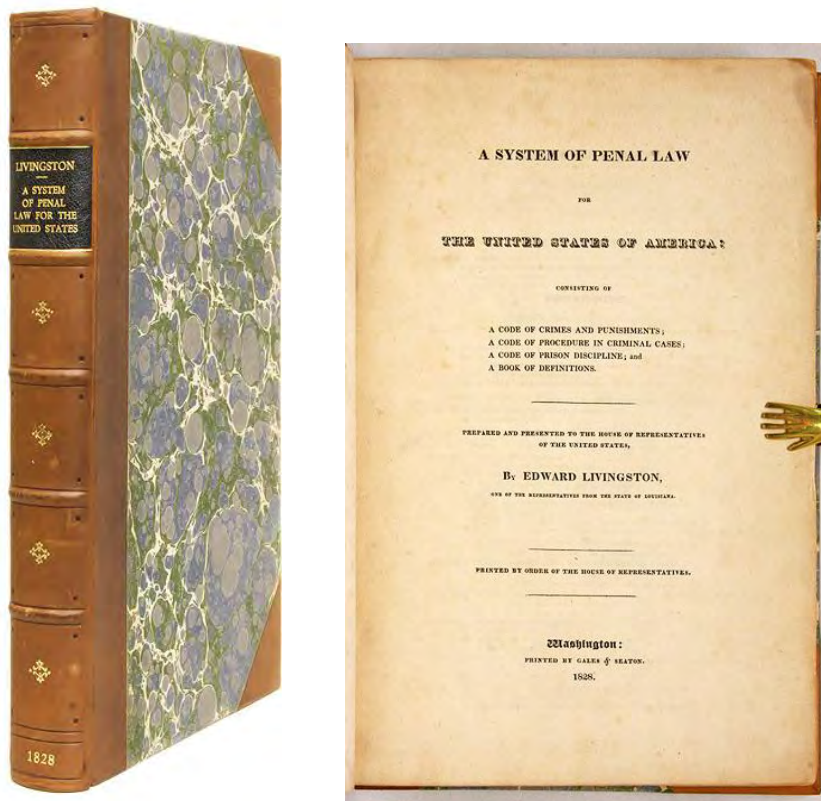 LIVINGSTON
A SYSTEM
OF PENAL
LAW FOR THE
UNITED STATES
1828
A SYSTEM OF PENAL LAW
FOR
THE UNITED STATES OF AMERICA:
CONSISTING OF
A CODE OF CRIMES AND PUNISHMENTS;
A CODE OF PROCEDURE IN CRIMINAL CASES;
A CODE OF PRISON DISCIPLINE; and
A BOOK OF DEFINITIONS.
PREPARED AND PRESENTED TO THE HOUSE OF REPRESENTATIVES
OF THE UNITED STATES,
By EDWARD LIVINGSTON,
ONE OF THE REPRESENTATIVES FROM THE STATE OF LOUISIANA.
PRINTED BY ORDER OF THE HOUSE OF REPRESENTATIVES.
Washington:
PRINTED BY GALES & SEATON.
1828.